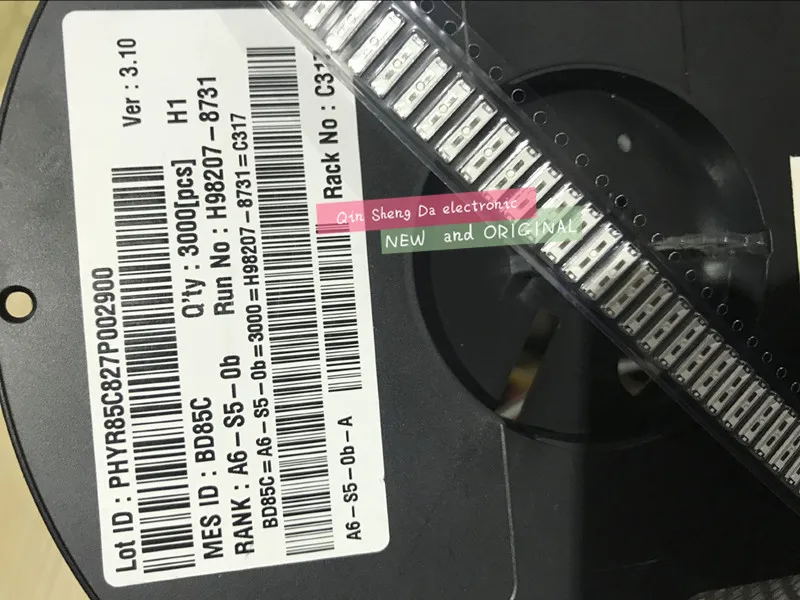 Lot ID : PHYR85C827P002900 Ver : 3.10
MES ID : BD85C Q'ty : 3000[pcs] H1
RANK : A6-S5-0b Run No : H98207-8731
BD85C=A6-S5-0b=3000=H98207-8731=C317
A6-S5-0b-A Rack No : C317
Qin Sheng Da electronic
NEW and ORIGINAL